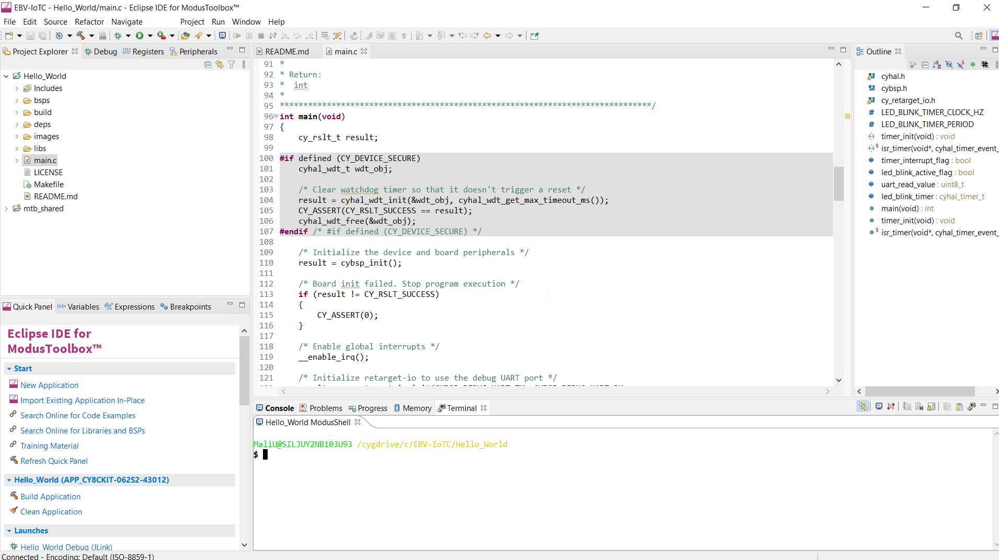 EBV-IoTC - Hello_World/main.c - Eclipse IDE for ModusToolbox™
File Edit Source Refactor Navigate Project Run Window Help
Project Explorer Debug Registers Peripherals
Hello_World
Includes
bsps
build
deps
images
libs
main.c
LICENSE
Makefile
README.md
mtb_shared
Quick Panel (x)= Variables Expressions Breakpoints
Eclipse IDE for
ModusToolbox™
Start
New Application
Import Existing Application In-Place
Search Online for Code Examples
Search Online for Libraries and BSPs
Training Material
Refresh Quick Panel
Hello_World (APP_CY8CKIT-062S2-43012)
Build Application
Clean Application
Launches
Hello_World Debug (JLink)
README.md main.c
91 *
92 * Return:
93 *  int
94 *
95 *******************************************************************************/
96 int main(void)
97 {
98     cy_rslt_t result;
99
100 #if defined (CY_DEVICE_SECURE)
101     cyhal_wdt_t wdt_obj;
102
103     /* Clear watchdog timer so that it doesn't trigger a reset */
104     result = cyhal_wdt_init(&wdt_obj, cyhal_wdt_get_max_timeout_ms());
105     CY_ASSERT(CY_RSLT_SUCCESS == result);
106     cyhal_wdt_free(&wdt_obj);
107 #endif /* #if defined (CY_DEVICE_SECURE) */
108
109     /* Initialize the device and board peripherals */
110     result = cybsp_init();
111
112     /* Board init failed. Stop program execution */
113     if (result != CY_RSLT_SUCCESS)
114     {
115         CY_ASSERT(0);
116     }
117
118     /* Enable global interrupts */
119     __enable_irq();
120
121     /* Initialize retarget-io to use the debug UART port */
Outline
cyhal.h
cybsp.h
cy_retarget_io.h
LED_BLINK_TIMER_CLOCK_HZ
LED_BLINK_TIMER_PERIOD
timer_init(void) : void
isr_timer(void*, cyhal_timer_event_
timer_interrupt_flag : bool
led_blink_active_flag : bool
uart_read_value : uint8_t
led_blink_timer : cyhal_timer_t
main(void) : int
timer_init(void) : void
isr_timer(void*, cyhal_timer_event_
Console Problems Progress Memory Terminal
Hello_World ModusShell
MaliU@SILJUY2NB103U93 /cygdrive/c/EBV-IoTC/Hello_World
$
Connected - Encoding: Default (ISO-8859-1)